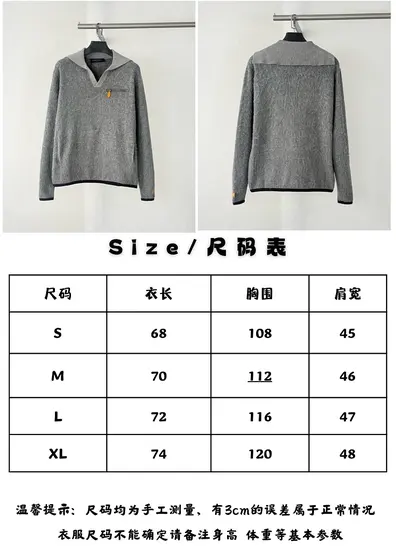 Size/尺码表
尺码 衣长 胸围 肩宽
S 68 108 45
M 70 112 46
L 72 116 47
XL 74 120 48
温馨提示：尺码均为手工测量、有3cm的误差属于正常情况
衣服尺码不能确定请备注身高 体重等基本参数